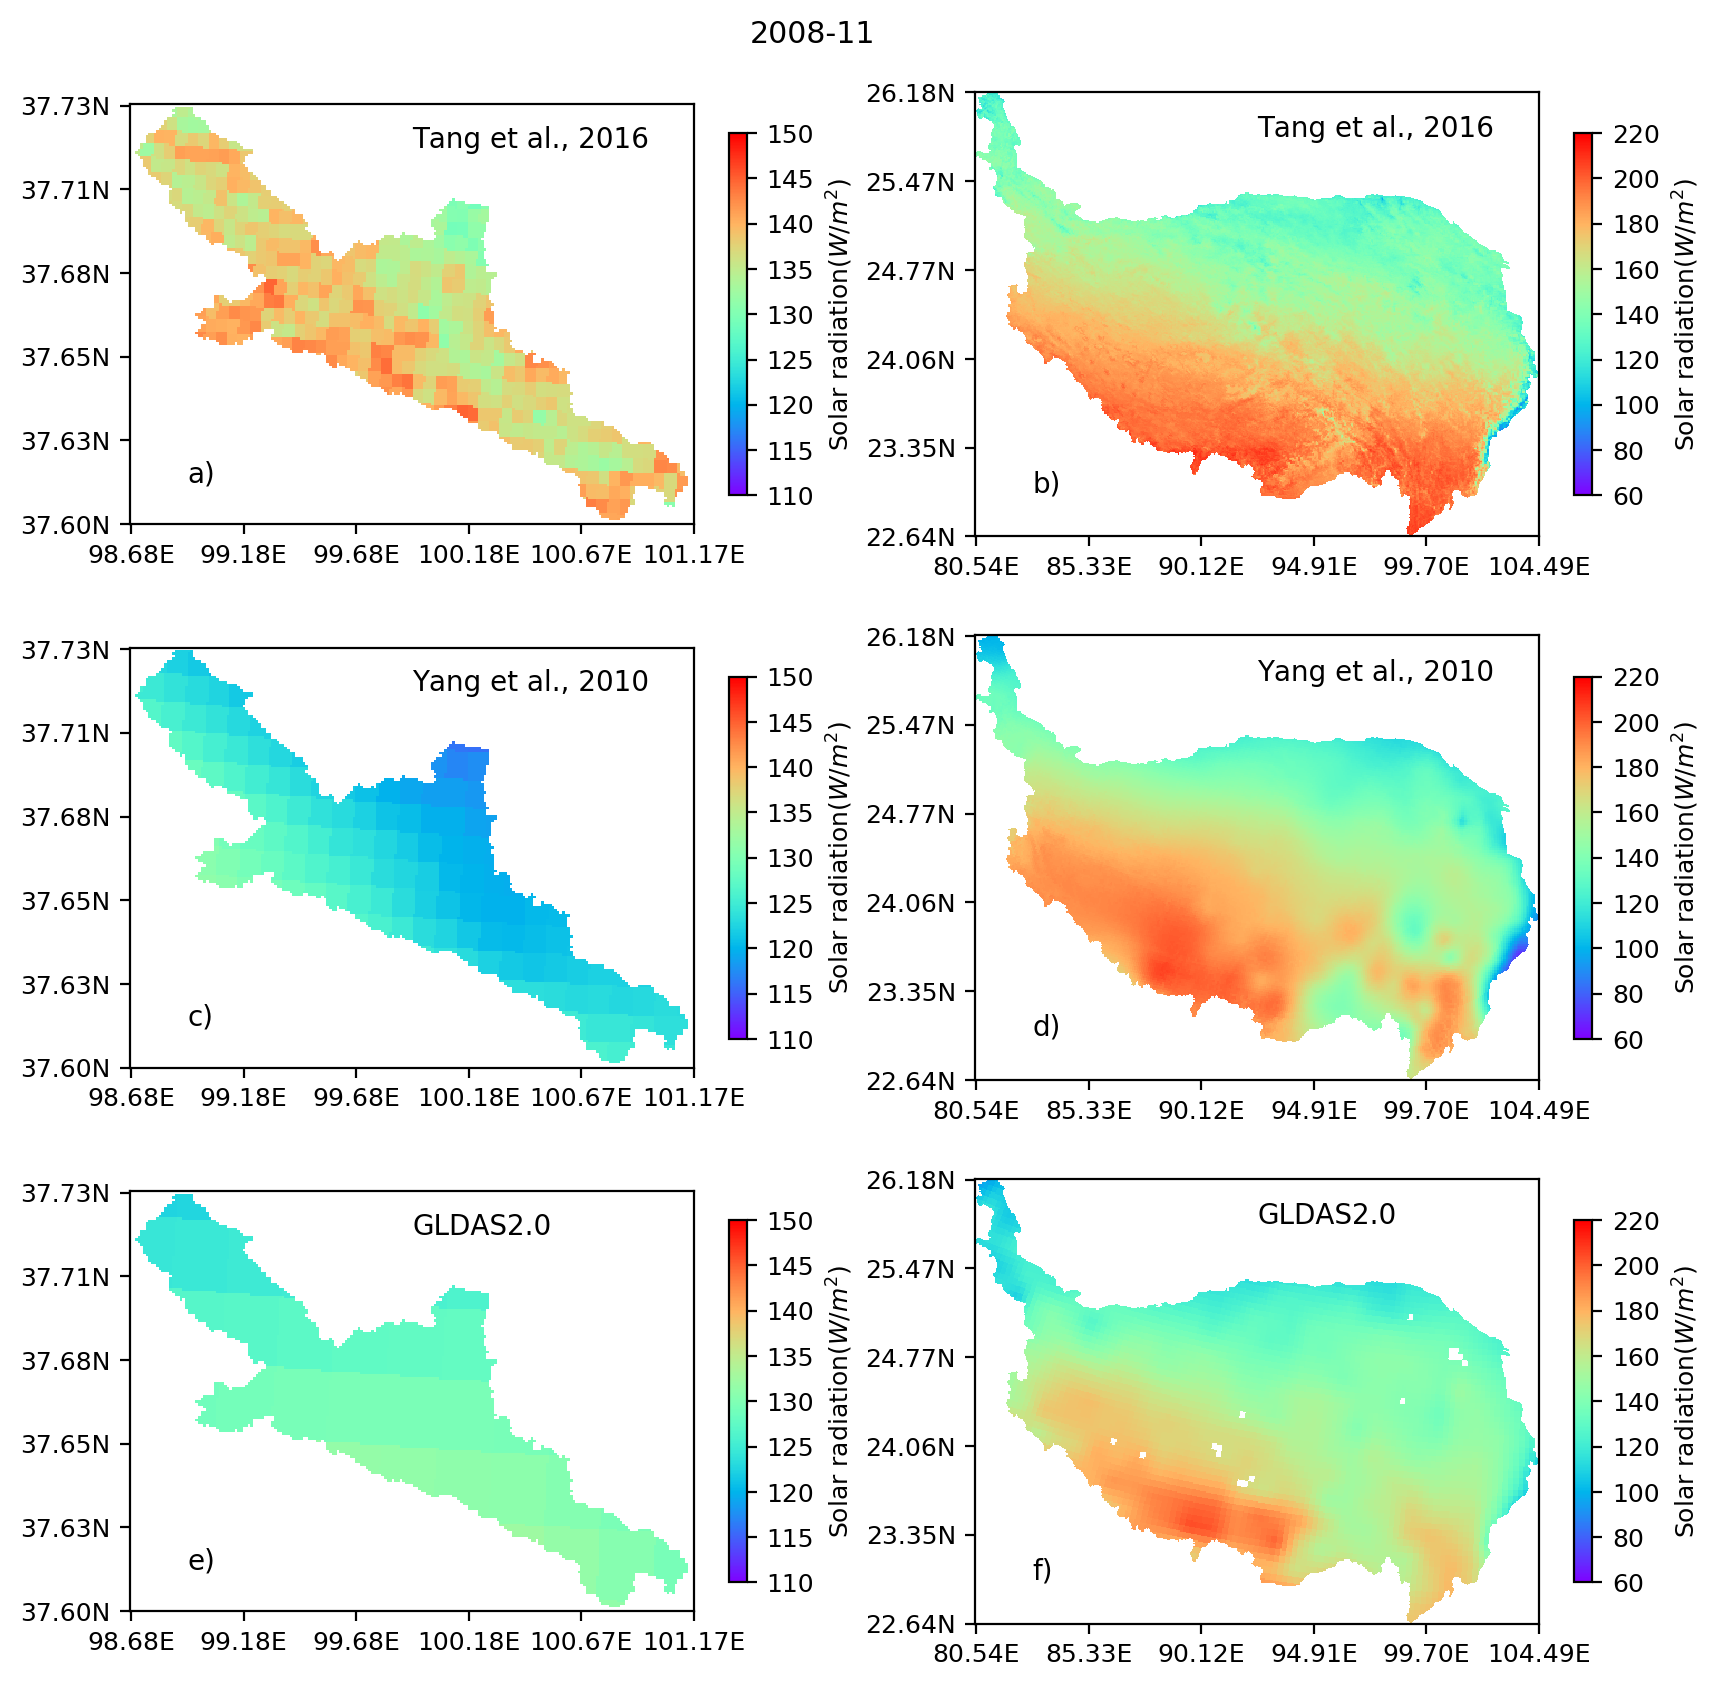 2008-11
Tang et al., 2016
a)
37.73N
37.71N
37.68N
37.65N
37.63N
37.60N
98.68E 99.18E 99.68E 100.18E 100.67E 101.17E
150
145
140
135
130
125
120
115
110
Solar radiation(W/m²)
Tang et al., 2016
b)
26.18N
25.47N
24.77N
24.06N
23.35N
22.64N
80.54E 85.33E 90.12E 94.91E 99.70E 104.49E
220
200
180
160
140
120
100
80
60
Solar radiation(W/m²)
Yang et al., 2010
c)
37.73N
37.71N
37.68N
37.65N
37.63N
37.60N
98.68E 99.18E 99.68E 100.18E 100.67E 101.17E
150
145
140
135
130
125
120
115
110
Solar radiation(W/m²)
Yang et al., 2010
d)
26.18N
25.47N
24.77N
24.06N
23.35N
22.64N
80.54E 85.33E 90.12E 94.91E 99.70E 104.49E
220
200
180
160
140
120
100
80
60
Solar radiation(W/m²)
GLDAS2.0
e)
37.73N
37.71N
37.68N
37.65N
37.63N
37.60N
98.68E 99.18E 99.68E 100.18E 100.67E 101.17E
150
145
140
135
130
125
120
115
110
Solar radiation(W/m²)
GLDAS2.0
f)
26.18N
25.47N
24.77N
24.06N
23.35N
22.64N
80.54E 85.33E 90.12E 94.91E 99.70E 104.49E
220
200
180
160
140
120
100
80
60
Solar radiation(W/m²)